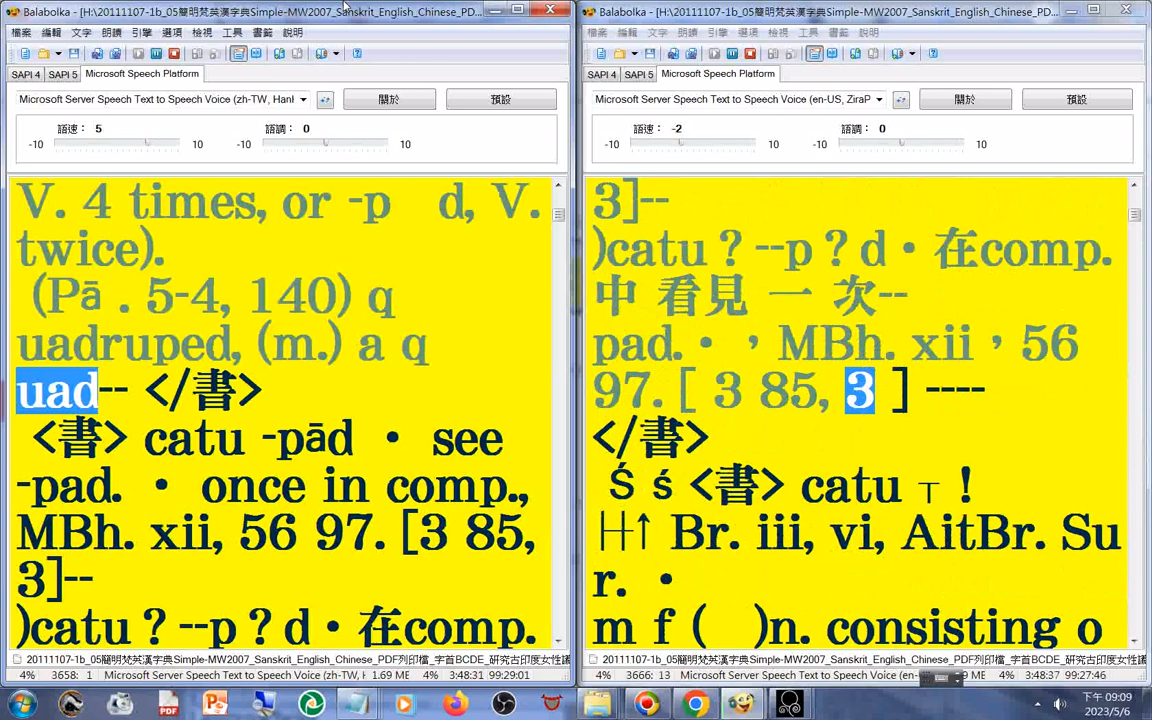 Balabolka - [H:\20111107-1b_05簡明梵英漢字典Simple-MW2007_Sanskrit_English_Chinese_PD...
檔案 編輯 文字 朗讀 引擎 選項 檢視 工具 書籤 說明
SAPI 4 SAPI 5 Microsoft Speech Platform
Microsoft Server Speech Text to Speech Voice (zh-TW, Hanl
關於 預設
語速: 5 語調: 0
-10 10 -10 10
V. 4 times, or -p d, V.
twice).
(Pā . 5-4, 140) q
uadruped, (m.) a q
uad-- </書>
<書> catu -pād • see
-pad. • once in comp.,
MBh. xii, 56 97. [3 85,
3]--
)catu ? --p ? d • 在comp.
20111107-1b_05簡明梵英漢字典Simple-MW2007_Sanskrit_English_Chinese_PDF列印檔_字首BCDE_研究古印度女性議
4% 3658: 1 Microsoft Server Speech Text to Speech Voice (zh-TW, H 1.69 ME 4% 3:48:31 99:29:01
Balabolka - [H:\20111107-1b_05簡明梵英漢字典Simple-MW2007_Sanskrit_English_Chinese_PD...
檔案 編輯 文字 朗讀 引擎 選項 檢視 工具 書籤 說明
SAPI 4 SAPI 5 Microsoft Speech Platform
Microsoft Server Speech Text to Speech Voice (en-US, ZiraP
關於 預設
語速: -2 語調: 0
-10 10 -10 10
3]--
)catu ? --p ? d • 在comp.
中 看見 一 次--
pad. • , MBh. xii , 56
97. [ 3 85, 3 ] ----
</書>
Ś ś <書> catu ┬ !
├┤↑ Br. iii, vi, AitBr. Su
r. •
m f ( )n. consisting o
20111107-1b_05簡明梵英漢字典Simple-MW2007_Sanskrit_English_Chinese_PDF列印檔_字首BCDE_研究古印度女性議
4% 3666: 13 Microsoft Server Speech Text to Speech Voice (en-US, ZiraP 4% 3:48:37 99:27:46
下午 09:09
2023/5/6